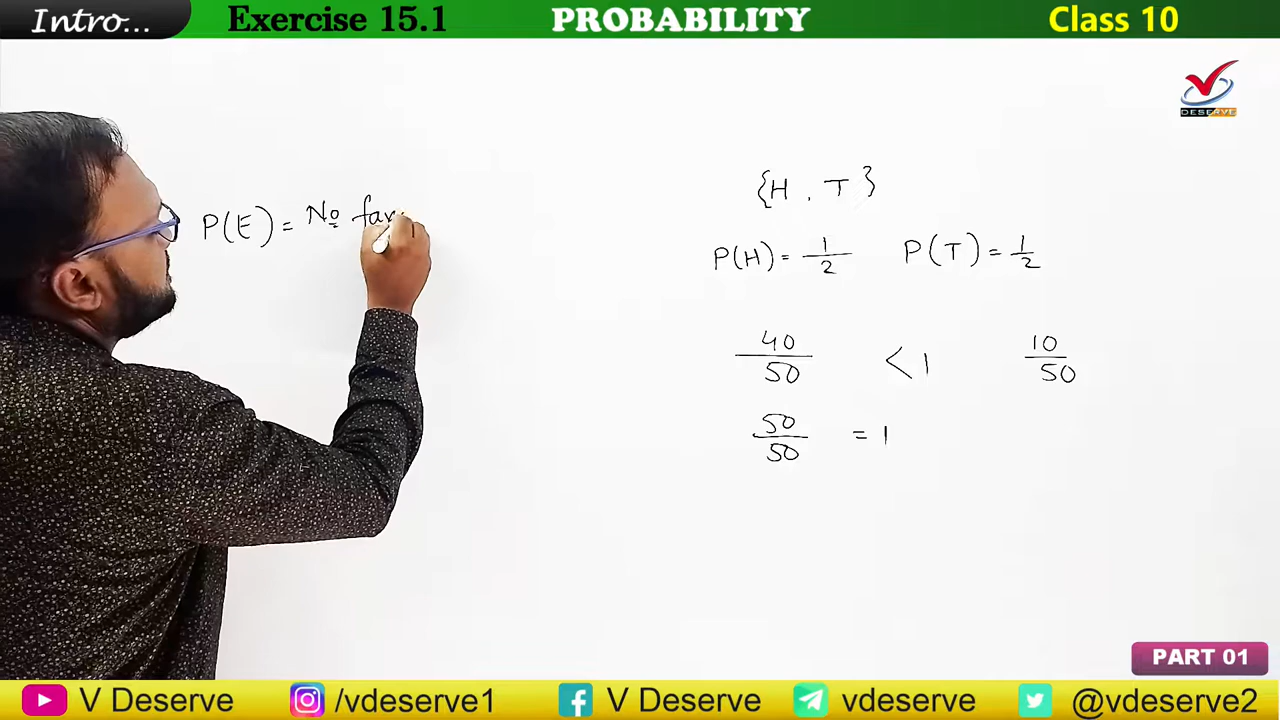 Intro... Exercise 15.1 PROBABILITY Class 10
DESERVE
{H , T}
P(E) = No fav
P(H) = 1/2 P(T) = 1/2
40/50 < 1 10/50
50/50 = 1
PART 01
V Deserve /vdeserve1 V Deserve vdeserve @vdeserve2